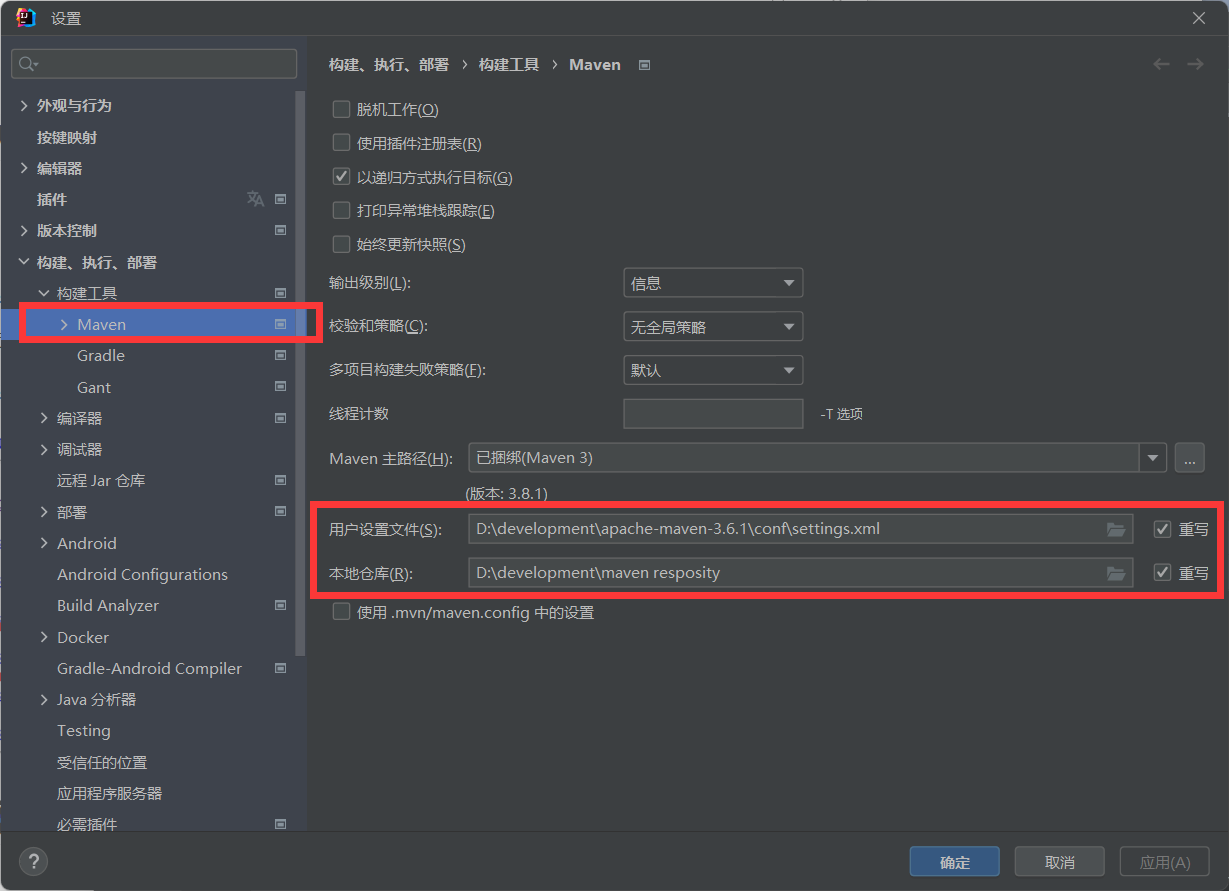 设置
外观与行为
按键映射
编辑器
插件
版本控制
构建、执行、部署
构建工具
Maven
Gradle
Gant
编译器
调试器
远程 Jar 仓库
部署
Android
Android Configurations
Build Analyzer
Docker
Gradle-Android Compiler
Java 分析器
Testing
受信任的位置
应用程序服务器
必需插件
构建、执行、部署 › 构建工具 › Maven
脱机工作(O)
使用插件注册表(R)
以递归方式执行目标(G)
打印异常堆栈跟踪(E)
始终更新快照(S)
输出级别(L): 信息
校验和策略(C): 无全局策略
多项目构建失败策略(F): 默认
线程计数 -T 选项
Maven 主路径(H): 已捆绑(Maven 3) ...
(版本: 3.8.1)
用户设置文件(S): D:\development\apache-maven-3.6.1\conf\settings.xml 重写
本地仓库(R): D:\development\maven resposity 重写
使用 .mvn/maven.config 中的设置
? 确定 取消 应用(A)